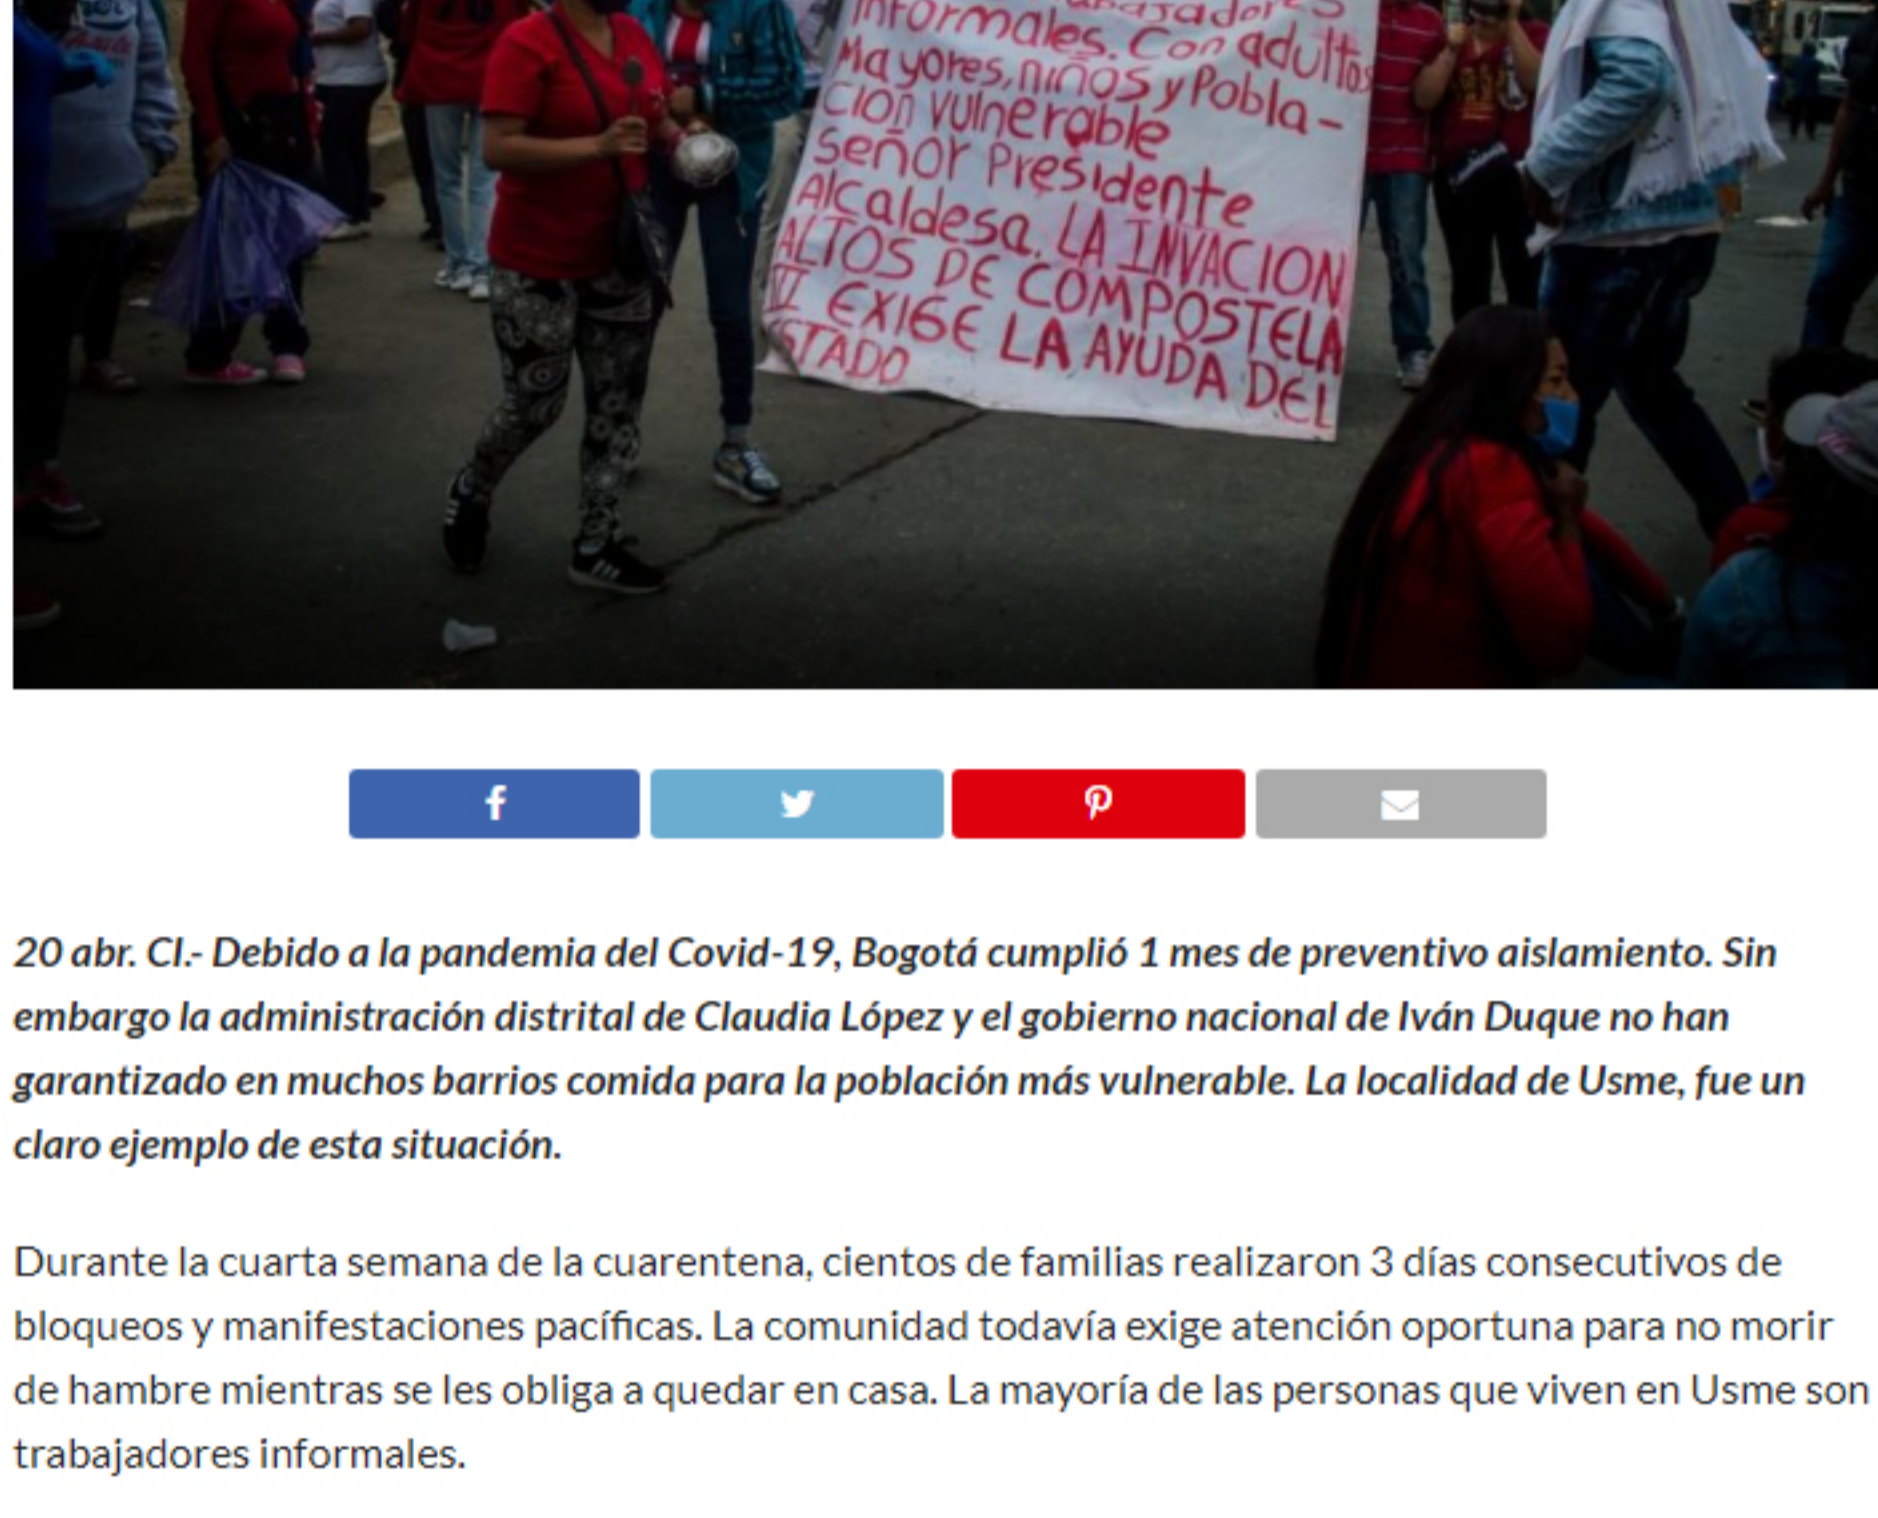 Informales. Con adultos
Mayores, niños y Pobla-
cion vulnerable
Señor Presidente
Alcaldesa. LA INVACION
ALTOS DE COMPOSTELA
VI EXIGE LA AYUDA DEL
ESTADO
20 abr. CI.- Debido a la pandemia del Covid-19, Bogotá cumplió 1 mes de preventivo aislamiento. Sin
embargo la administración distrital de Claudia López y el gobierno nacional de Iván Duque no han
garantizado en muchos barrios comida para la población más vulnerable. La localidad de Usme, fue un
claro ejemplo de esta situación.
Durante la cuarta semana de la cuarentena, cientos de familias realizaron 3 días consecutivos de
bloqueos y manifestaciones pacíficas. La comunidad todavía exige atención oportuna para no morir
de hambre mientras se les obliga a quedar en casa. La mayoría de las personas que viven en Usme son
trabajadores informales.